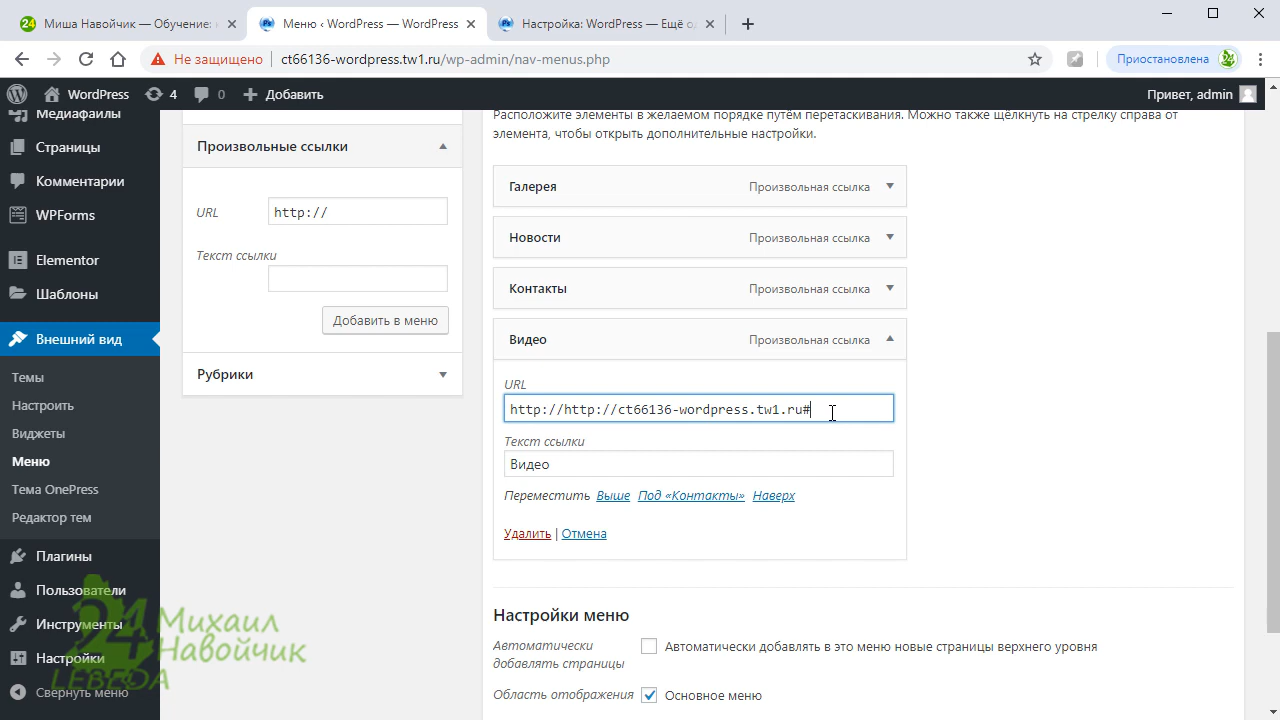 24 Миша Навойчик — Обучение:
Меню ‹ WordPress — WordPress
Настройка: WordPress — Ещё од
Не защищено
ct66136-wordpress.tw1.ru/wp-admin/nav-menus.php
Приостановлена
24
WordPress
4
0
Добавить
Привет, admin
Медиафайлы
Страницы
Комментарии
WPForms
Elementor
Шаблоны
Внешний вид
Темы
Настроить
Виджеты
Меню
Тема OnePress
Редактор тем
Плагины
Пользователи
Инструменты
Настройки
Свернуть меню
24
Михаил
Навойчик
LEBEDA
Произвольные ссылки
URL
http://
Текст ссылки
Добавить в меню
Рубрики
Расположите элементы в желаемом порядке путём перетаскивания. Можно также щёлкнуть на стрелку справа от
элемента, чтобы открыть дополнительные настройки.
Галерея Произвольная ссылка
Новости Произвольная ссылка
Контакты Произвольная ссылка
Видео Произвольная ссылка
URL
http://http://ct66136-wordpress.tw1.ru#
Текст ссылки
Видео
Переместить Выше Под «Контакты» Наверх
Удалить | Отмена
Настройки меню
Автоматически
добавлять страницы
Автоматически добавлять в это меню новые страницы верхнего уровня
Область отображения
Основное меню